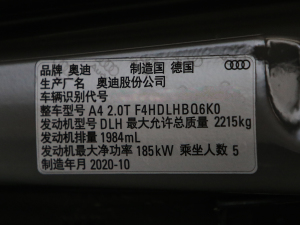 品牌 奥迪 制造国 德国
生产厂名 奥迪股份公司
车辆识别代号
整车型号 A4 2.0T F4HDLHBQ6K0
发动机型号 DLH 最大允许总质量 2215kg
发动机排量 1984mL
发动机最大净功率 185kW 乘坐人数 5
制造年月 2020-10